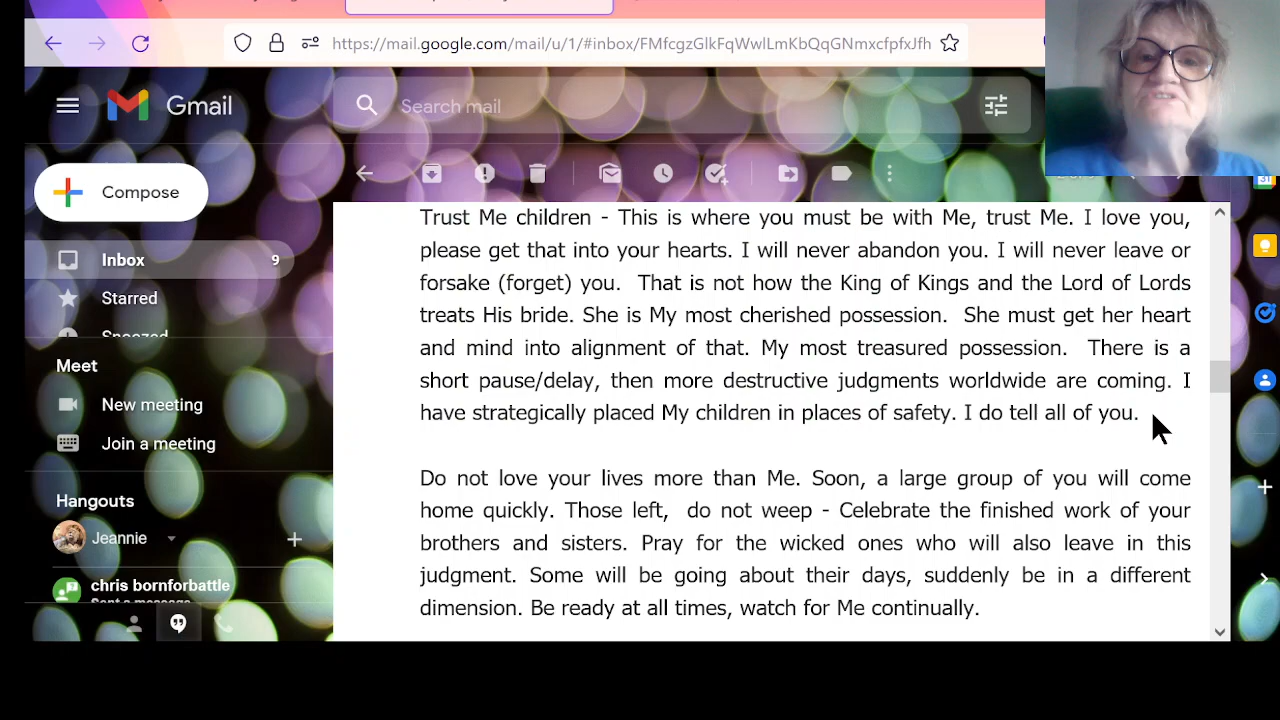 https://mail.google.com/mail/u/1/#inbox/FMfcgzGlkFqWwlLmKbQqGNmxcfpfxJfh
Gmail
Search mail
Compose
Inbox 9
Starred
Snoozed
Meet
New meeting
Join a meeting
Hangouts
Jeannie
chris bornforbattle
Sent a message
Trust Me children - This is where you must be with Me, trust Me. I love you,
please get that into your hearts. I will never abandon you. I will never leave or
forsake (forget) you. That is not how the King of Kings and the Lord of Lords
treats His bride. She is My most cherished possession. She must get her heart
and mind into alignment of that. My most treasured possession. There is a
short pause/delay, then more destructive judgments worldwide are coming. I
have strategically placed My children in places of safety. I do tell all of you.
Do not love your lives more than Me. Soon, a large group of you will come
home quickly. Those left, do not weep - Celebrate the finished work of your
brothers and sisters. Pray for the wicked ones who will also leave in this
judgment. Some will be going about their days, suddenly be in a different
dimension. Be ready at all times, watch for Me continually.